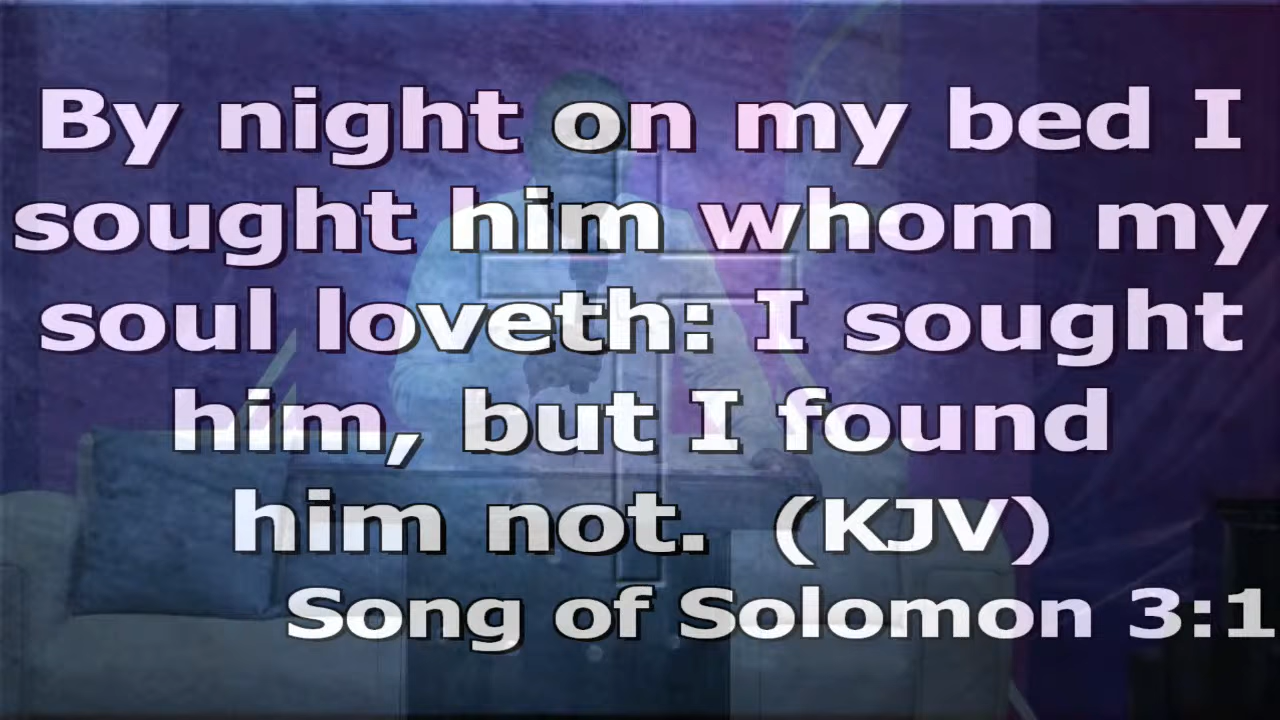 By night on my bed I
sought him whom my
soul loveth: I sought
him, but I found
him not. (KJV)
Song of Solomon 3:1